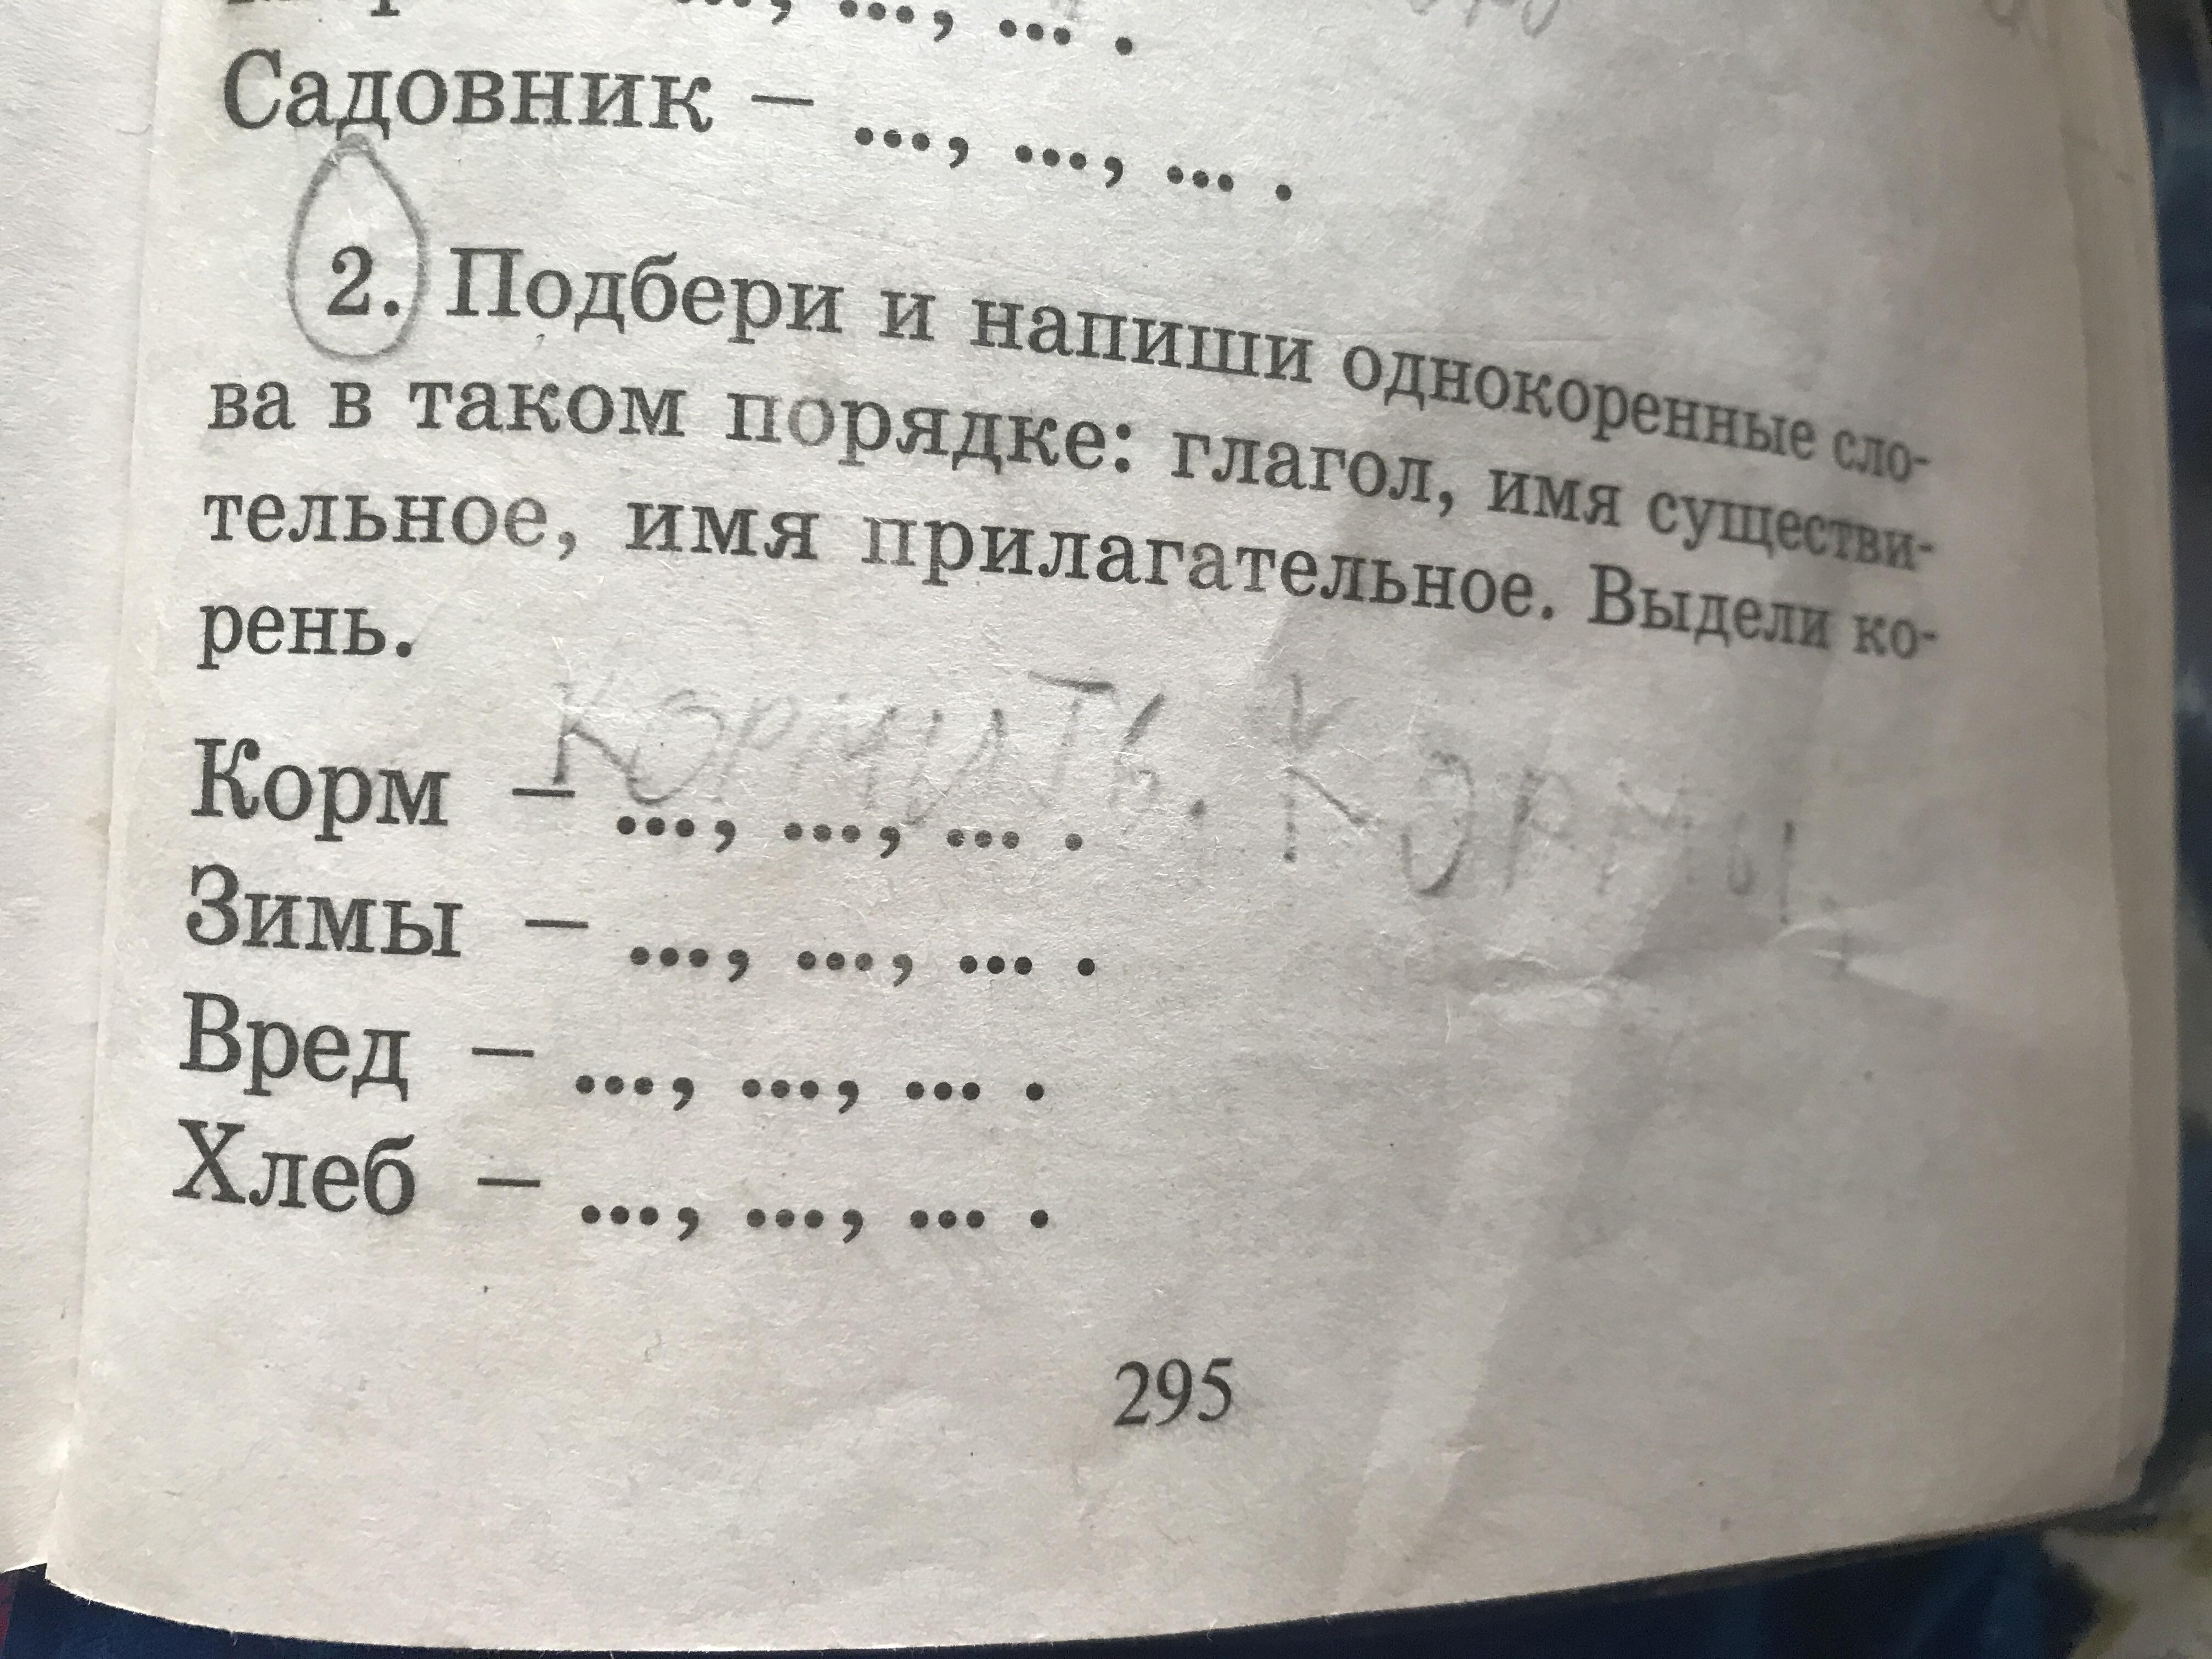 Садовник – ..., ..., ... .
2. Подбери и напиши однокоренные сло-
ва в таком порядке: глагол, имя существи-
тельное, имя прилагательное. Выдели ко-
рень.
кормить. Кормы.
Корм – ..., ..., ... .
Зимы – ..., ..., ... .
Вред – ..., ..., ... .
Хлеб – ..., ..., ... .
295